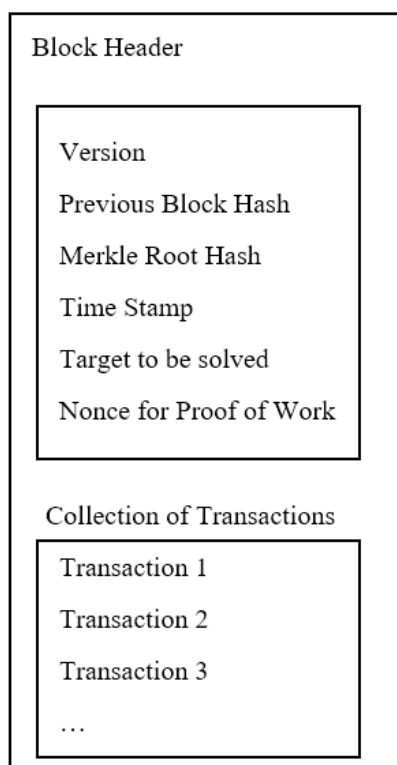 Block Header
Version
Previous Block Hash
Merkle Root Hash
Time Stamp
Target to be solved
Nonce for Proof of Work
Collection of Transactions
Transaction 1
Transaction 2
Transaction 3
…